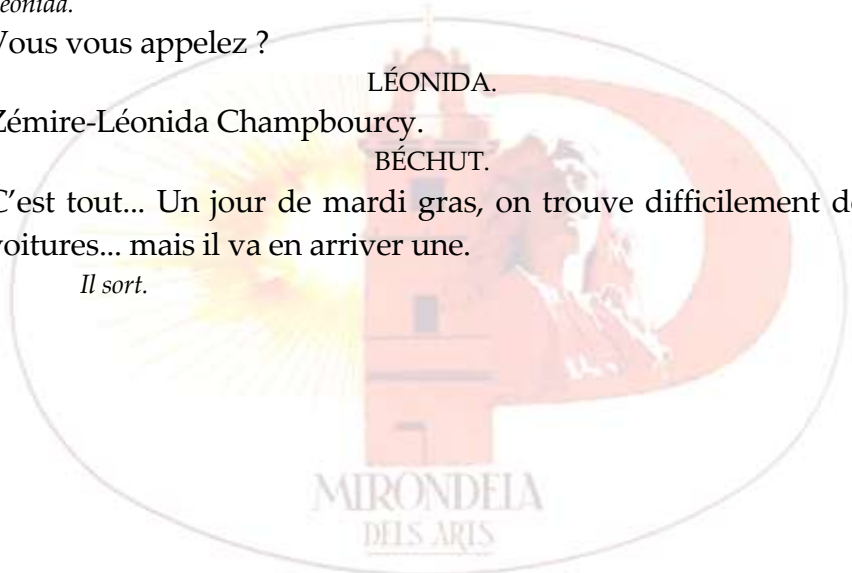 Léonida.
Vous vous appelez ?
LÉONIDA.
Zémire-Léonida Champbourcy.
BÉCHUT.
C’est tout... Un jour de mardi gras, on trouve difficilement
voitures... mais il va en arriver une.
Il sort.
MIRONDELA
DELS ARTS